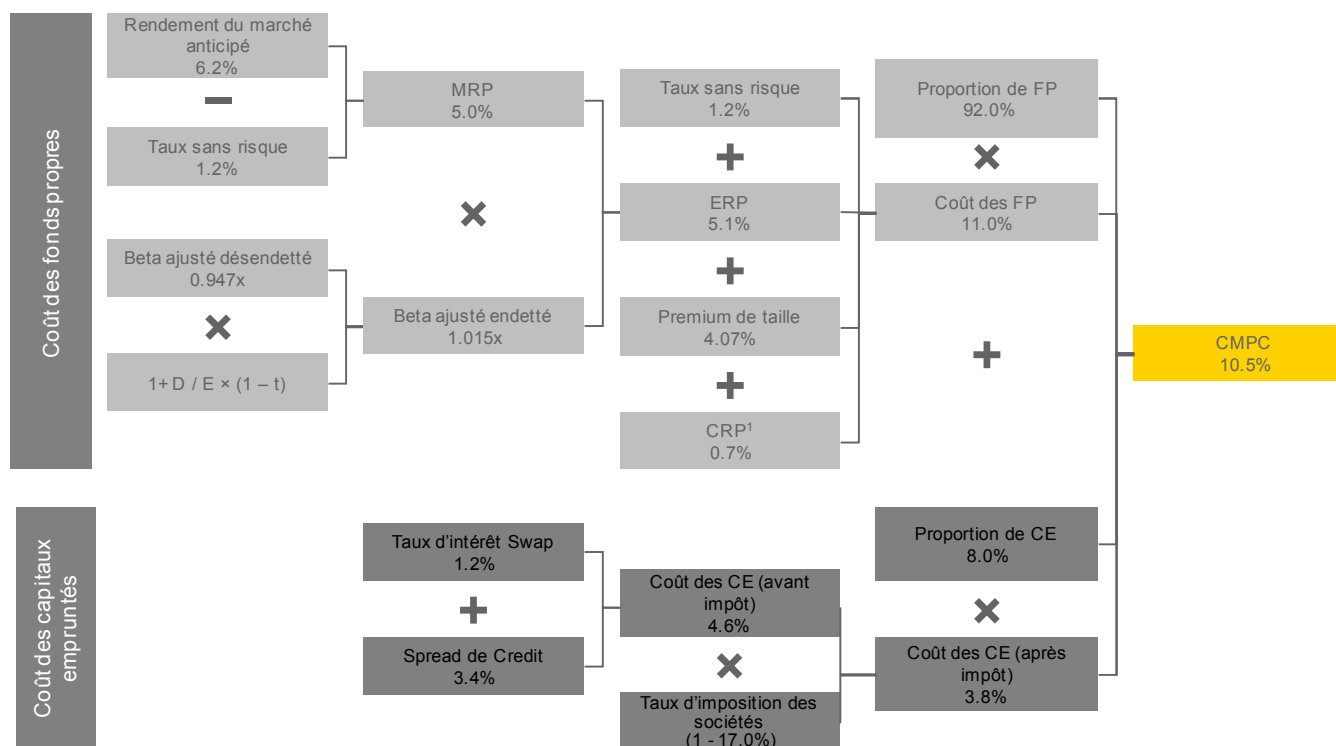 Coût des fonds propres
Rendement du marché
anticipé
6.2%
Taux sans risque
1.2%
Beta ajusté désendetté
0.947x
1+ D / E × (1 – t)
MRP
5.0%
Beta ajusté endetté
1.015x
Taux sans risque
1.2%
ERP
5.1%
Premium de taille
4.07%
CRP¹
0.7%
Proportion de FP
92.0%
Coût des FP
11.0%
CMPC
10.5%
Coût des capitaux
empruntés
Taux d'intérêt Swap
1.2%
Spread de Credit
3.4%
Coût des CE (avant
impôt)
4.6%
Taux d'imposition des
sociétés
(1 - 17.0%)
Proportion de CE
8.0%
Coût des CE (après
impôt)
3.8%